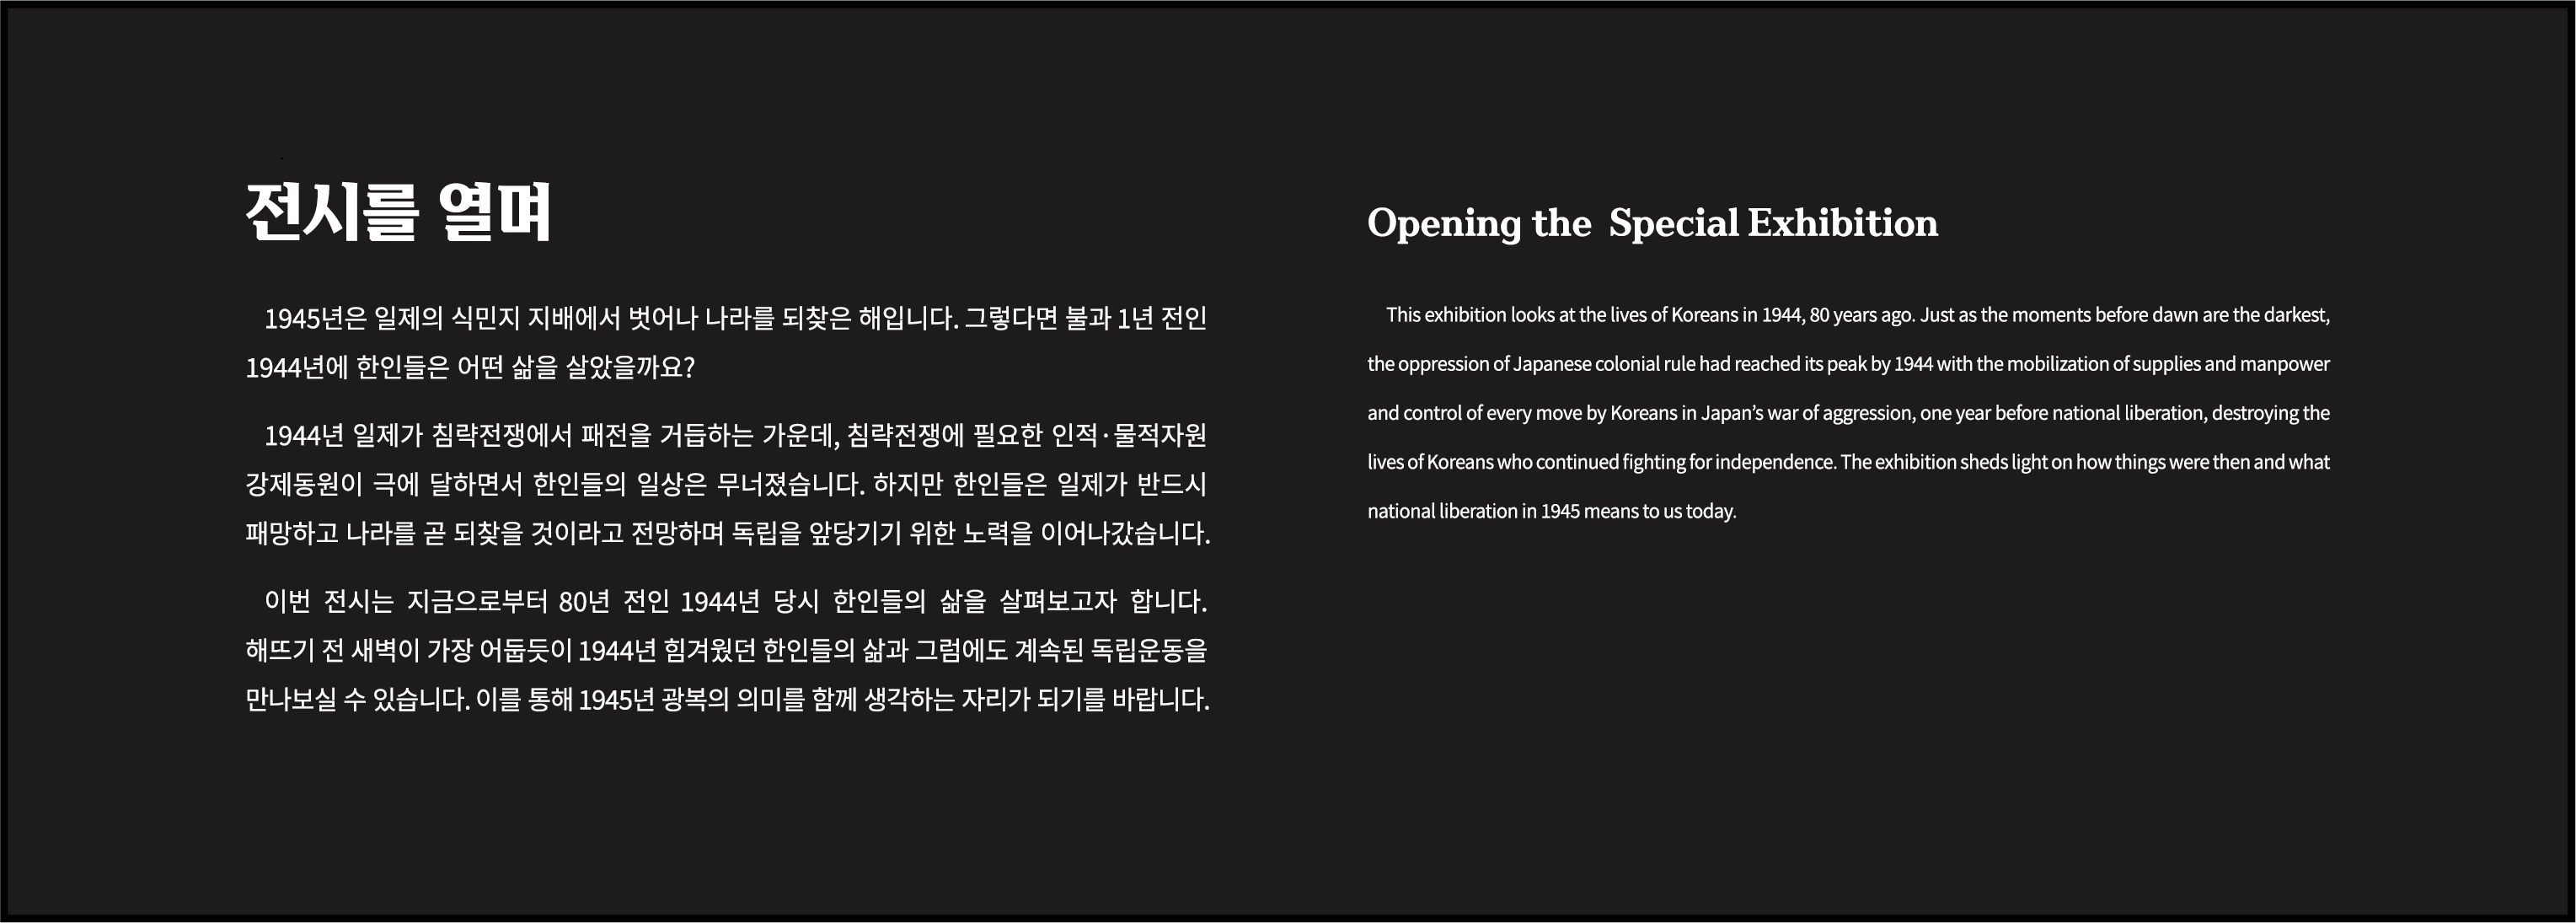 전시를 열며
1945년은 일제의 식민지 지배에서 벗어나 나라를 되찾은 해입니다. 그렇다면 불과 1년 전인
1944년에 한인들은 어떤 삶을 살았을까요?
1944년 일제가 침략전쟁에서 패전을 거듭하는 가운데, 침략전쟁에 필요한 인적·물적자원
강제동원이 극에 달하면서 한인들의 일상은 무너졌습니다. 하지만 한인들은 일제가 반드시
패망하고 나라를 곧 되찾을 것이라고 전망하며 독립을 앞당기기 위한 노력을 이어나갔습니다.
이번 전시는 지금으로부터 80년 전인 1944년 당시 한인들의 삶을 살펴보고자 합니다.
해뜨기 전 새벽이 가장 어둡듯이 1944년 힘겨웠던 한인들의 삶과 그럼에도 계속된 독립운동을
만나보실 수 있습니다. 이를 통해 1945년 광복의 의미를 함께 생각하는 자리가 되기를 바랍니다.
Opening the  Special Exhibition
This exhibition looks at the lives of Koreans in 1944, 80 years ago. Just as the moments before dawn are the darkest,
the oppression of Japanese colonial rule had reached its peak by 1944 with the mobilization of supplies and manpower
and control of every move by Koreans in Japan’s war of aggression, one year before national liberation, destroying the
lives of Koreans who continued fighting for independence. The exhibition sheds light on how things were then and what
national liberation in 1945 means to us today.